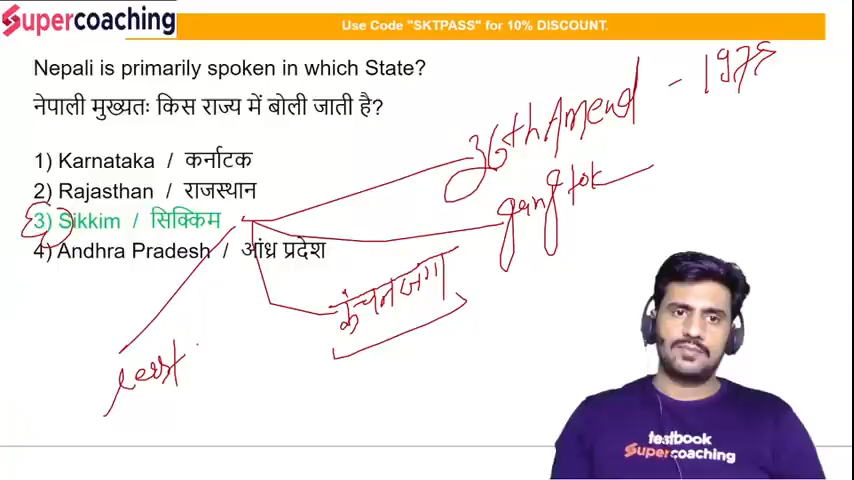 Supercoaching
Use Code "SKTPASS" for 10% DISCOUNT.
Nepali is primarily spoken in which State?
नेपाली मुख्यतः किस राज्य में बोली जाती है?
1) Karnataka / कर्नाटक
2) Rajasthan / राजस्थान
3) Sikkim / सिक्किम
4) Andhra Pradesh / आंध्र प्रदेश
36th Amend - 1975
gangtok
कंचनजंगा
least
testbook
Supercoaching